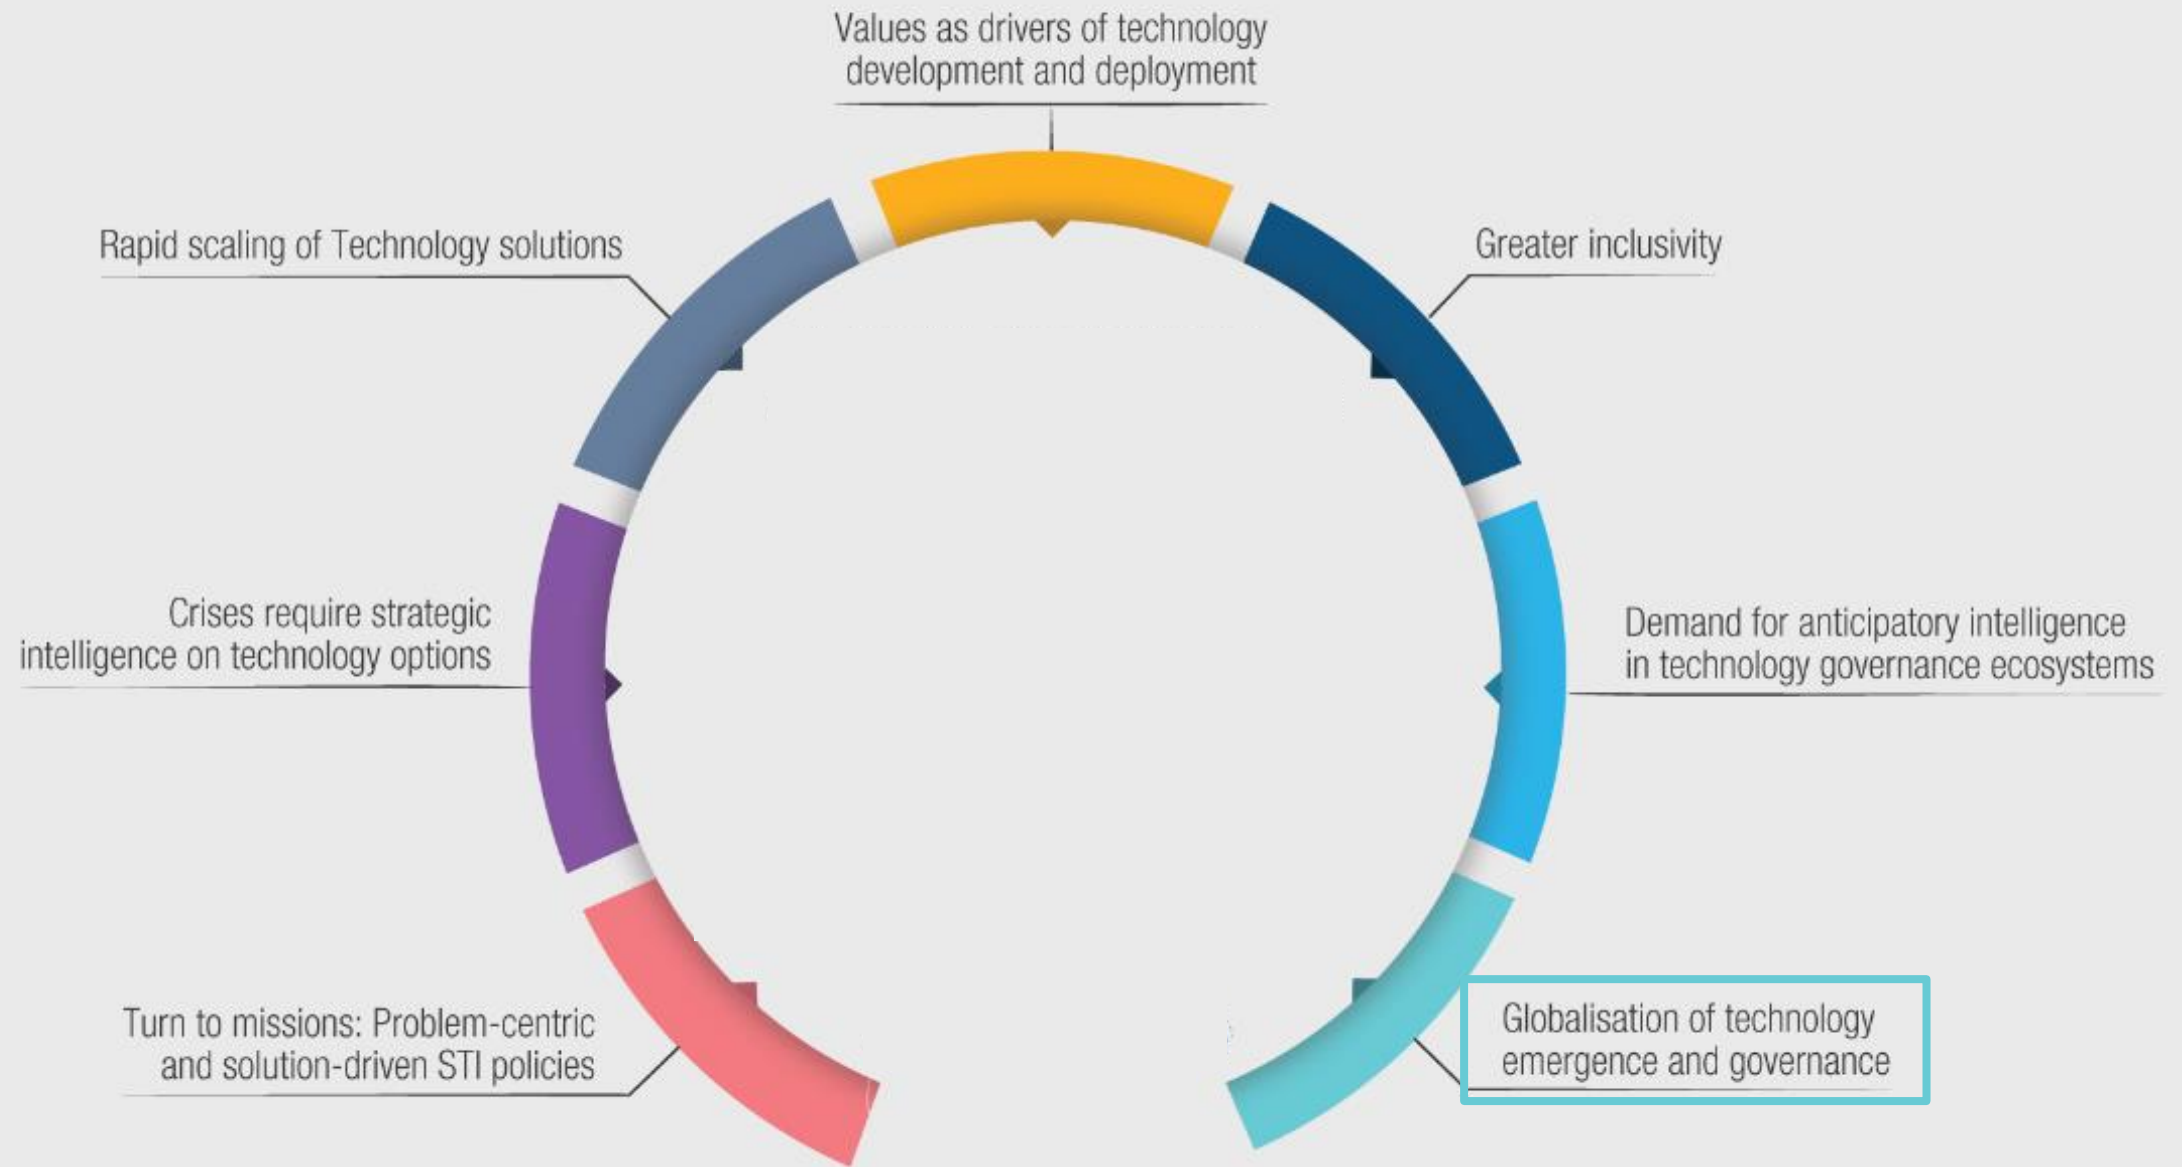 Values as drivers of technology
development and deployment
Rapid scaling of Technology solutions
Greater inclusivity
Crises require strategic
intelligence on technology options
Demand for anticipatory intelligence
in technology governance ecosystems
Turn to missions: Problem-centric
and solution-driven STI policies
Globalisation of technology
emergence and governance